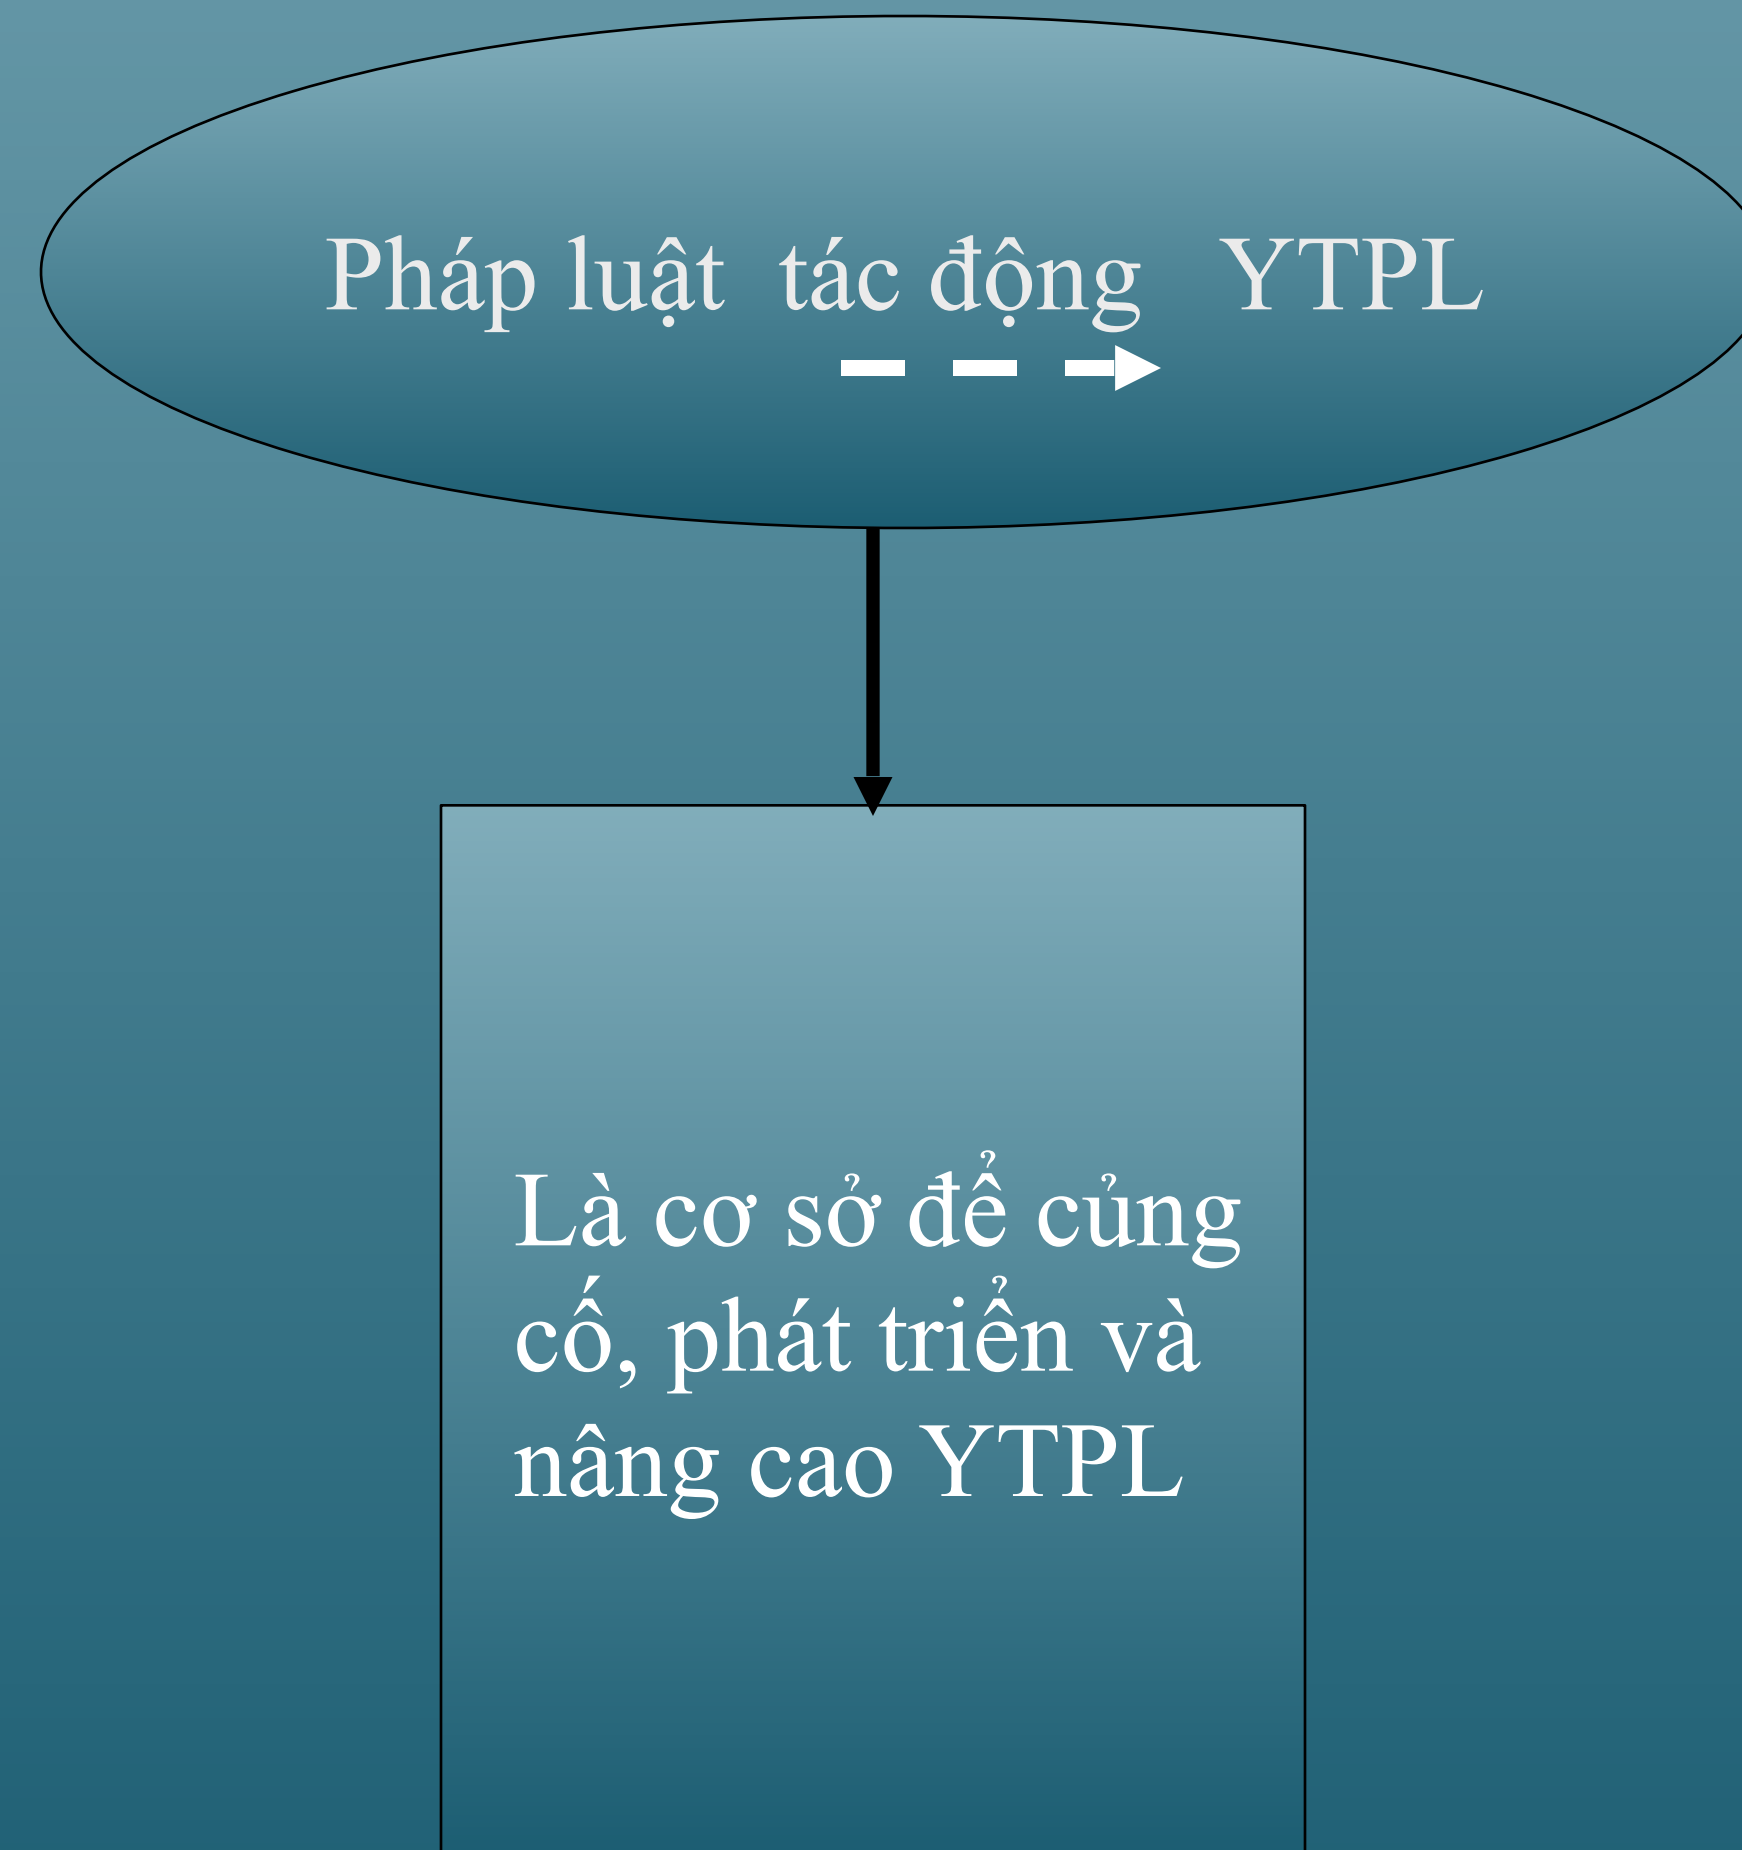 Pháp luật tác động YTPL
Là cơ sở để củng
cố, phát triển và
nâng cao YTPL